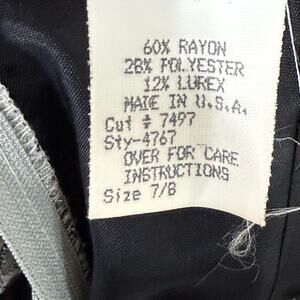 60% RAYON
28% POLYESTER
12% LUREX
MADE IN U.S.A.
Cut # 7497
Sty-4767
OVER FOR CARE
INSTRUCTIONS
Size 7/8